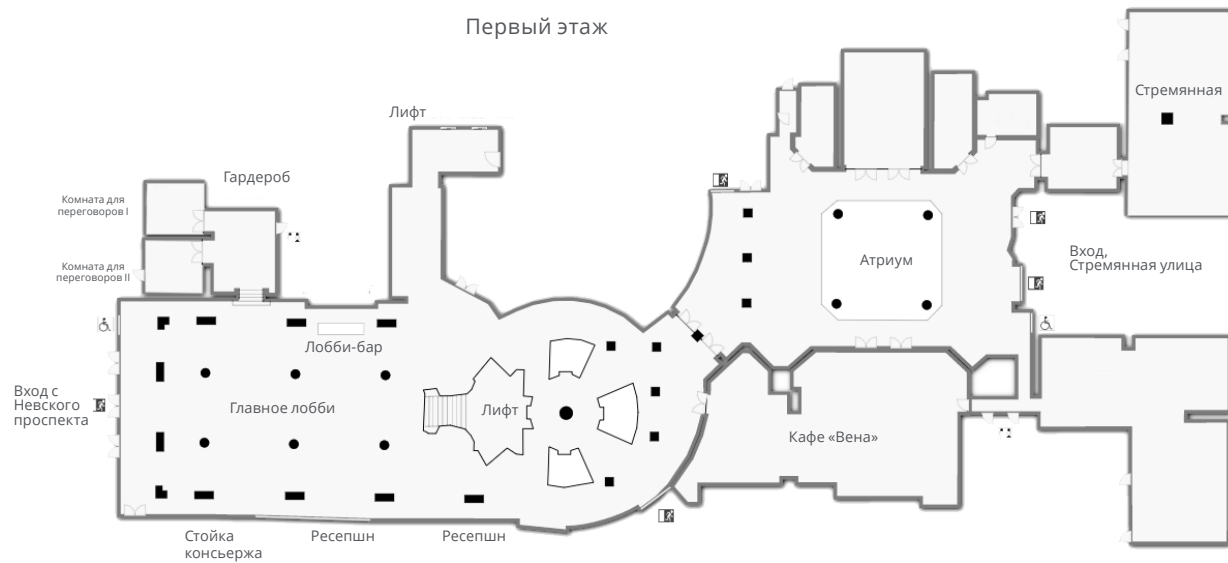 Первый этаж
Стремянная
Лифт
Гардероб
Комната для
переговоров I
Комната для
переговоров II
Вход,
Стремянная улица
Атриум
Лобби-бар
Вход с
Невского
проспекта
Главное лобби
Лифт
Кафе «Вена»
Стойка
консьержа
Ресепшн
Ресепшн